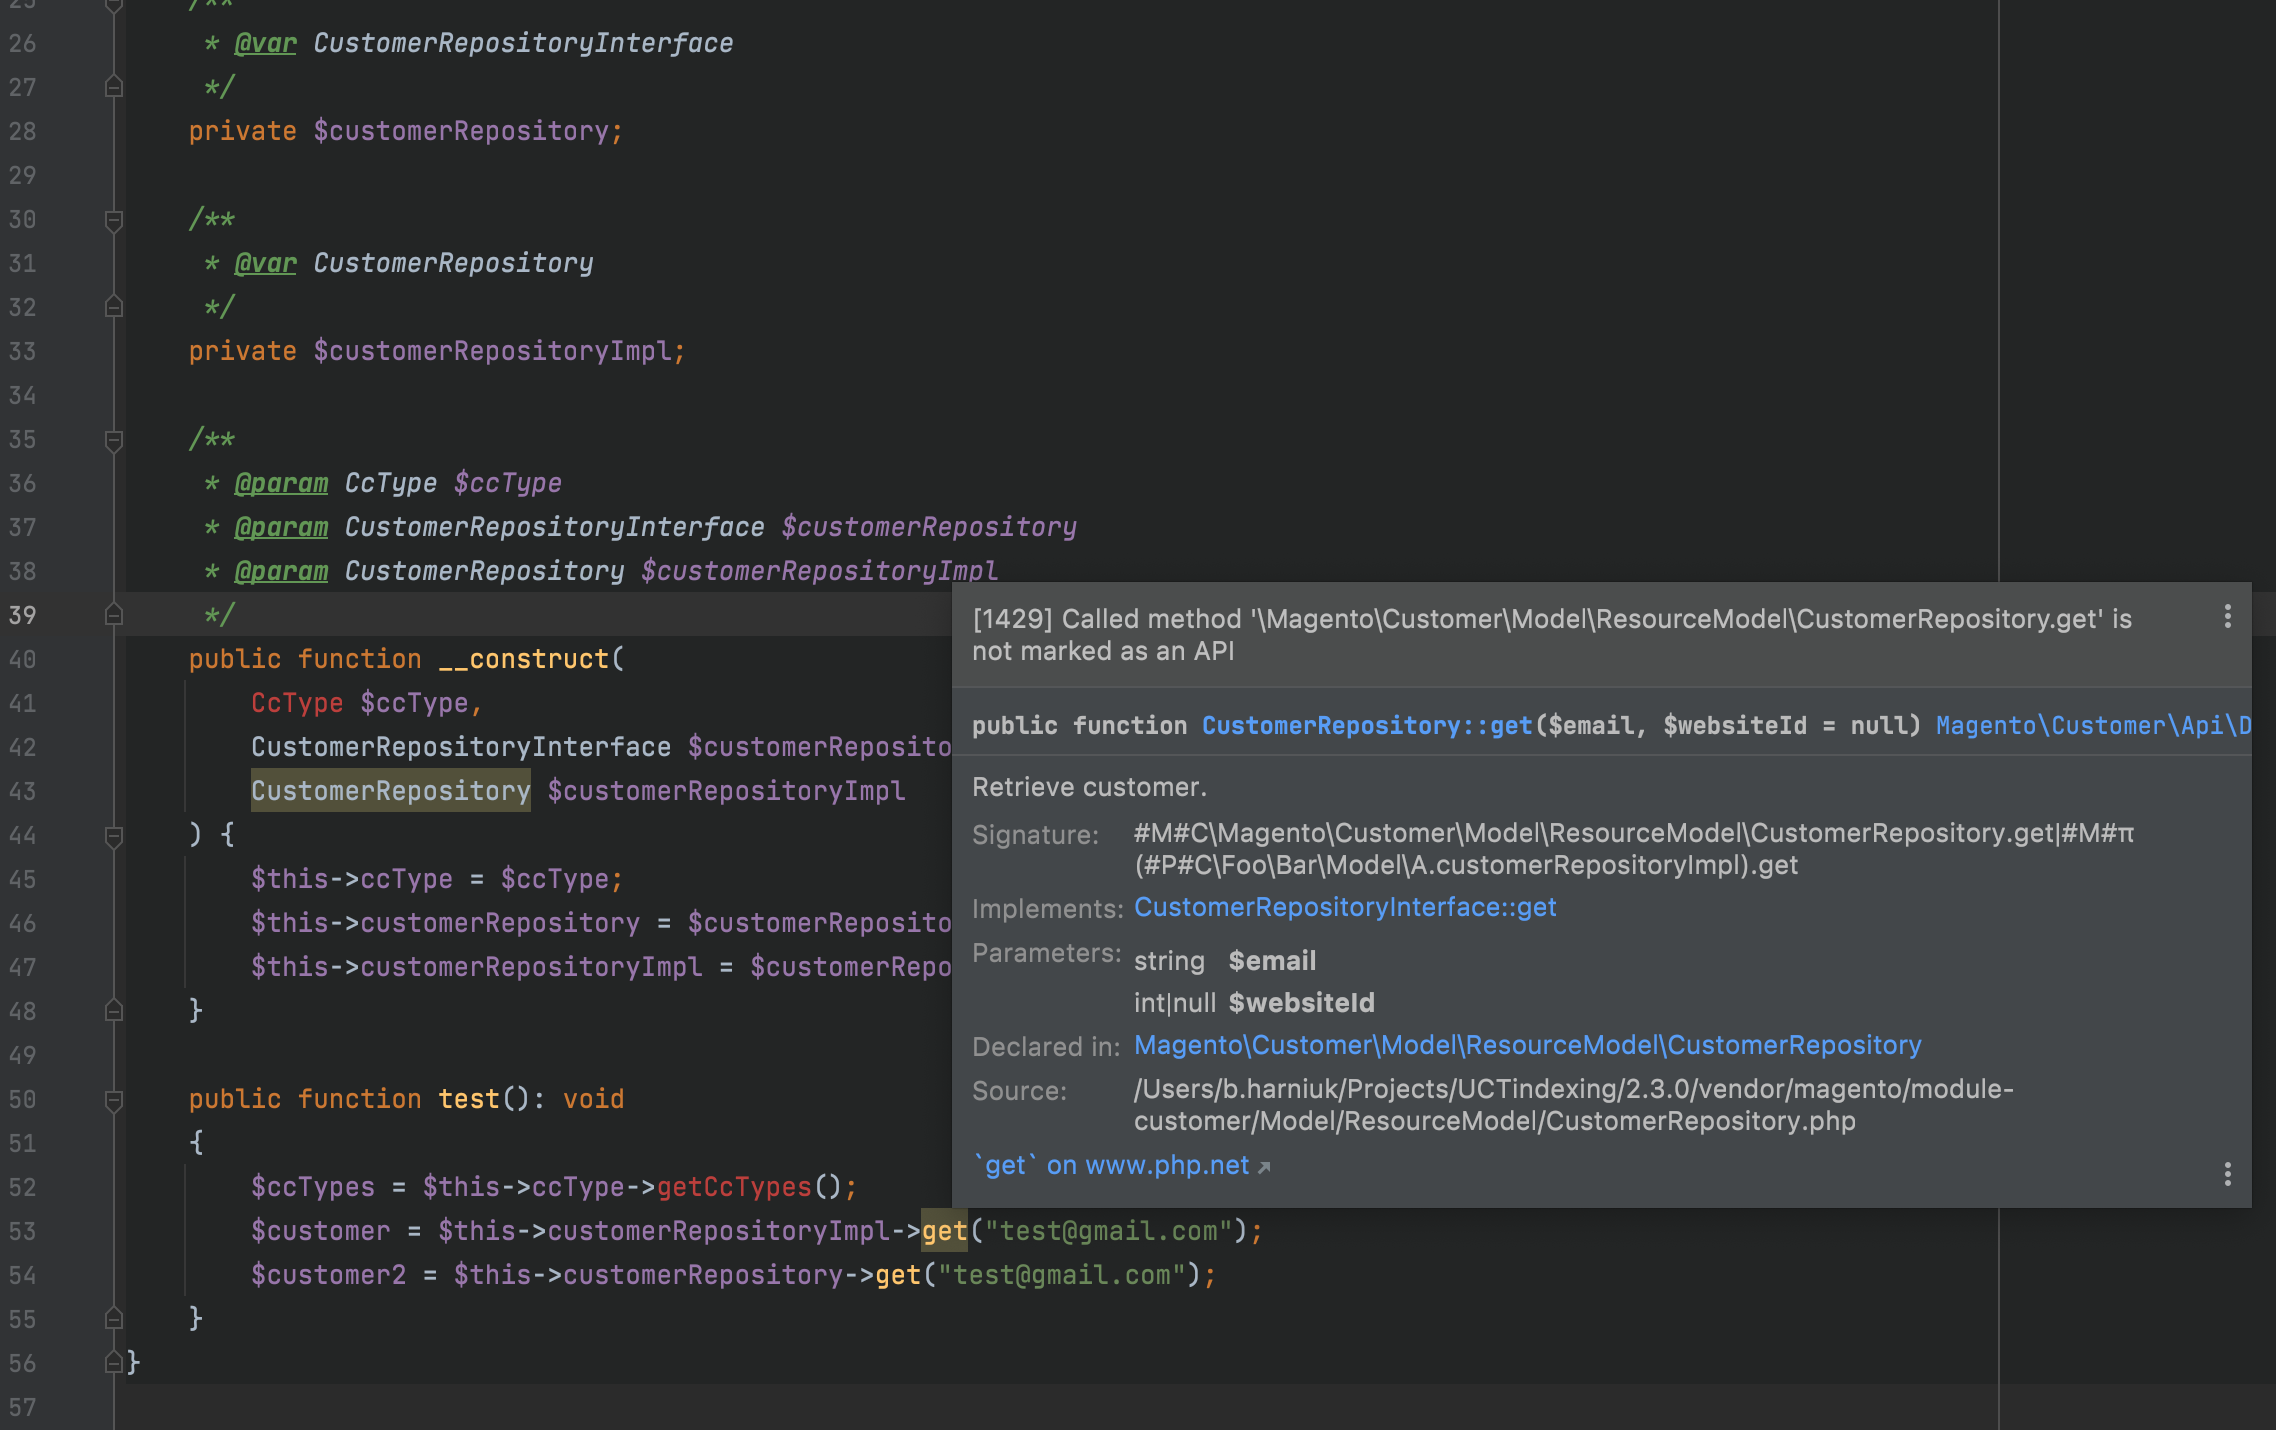 25 /**
26 * @var CustomerRepositoryInterface
27 */
28 private $customerRepository;
29
30 /**
31 * @var CustomerRepository
32 */
33 private $customerRepositoryImpl;
34
35 /**
36 * @param CcType $ccType
37 * @param CustomerRepositoryInterface $customerRepository
38 * @param CustomerRepository $customerRepositoryImpl
39 */
40 public function __construct(
41 CcType $ccType,
42 CustomerRepositoryInterface $customerReposito
43 CustomerRepository $customerRepositoryImpl
44 ) {
45 $this->ccType = $ccType;
46 $this->customerRepository = $customerReposito
47 $this->customerRepositoryImpl = $customerRepo
48 }
49
50 public function test(): void
51 {
52 $ccTypes = $this->ccType->getCcTypes();
53 $customer = $this->customerRepositoryImpl->get("test@gmail.com");
54 $customer2 = $this->customerRepository->get("test@gmail.com");
55 }
56 }
57
[1429] Called method '\Magento\Customer\Model\ResourceModel\CustomerRepository.get' is
not marked as an API
public function CustomerRepository::get($email, $websiteId = null) Magento\Customer\Api\D
Retrieve customer.
Signature: #M#C\Magento\Customer\Model\ResourceModel\CustomerRepository.get|#M#π
(#P#C\Foo\Bar\Model\A.customerRepositoryImpl).get
Implements: CustomerRepositoryInterface::get
Parameters: string $email
int|null $websiteId
Declared in: Magento\Customer\Model\ResourceModel\CustomerRepository
Source: /Users/b.harniuk/Projects/UCTindexing/2.3.0/vendor/magento/module-
customer/Model/ResourceModel/CustomerRepository.php
`get` on www.php.net